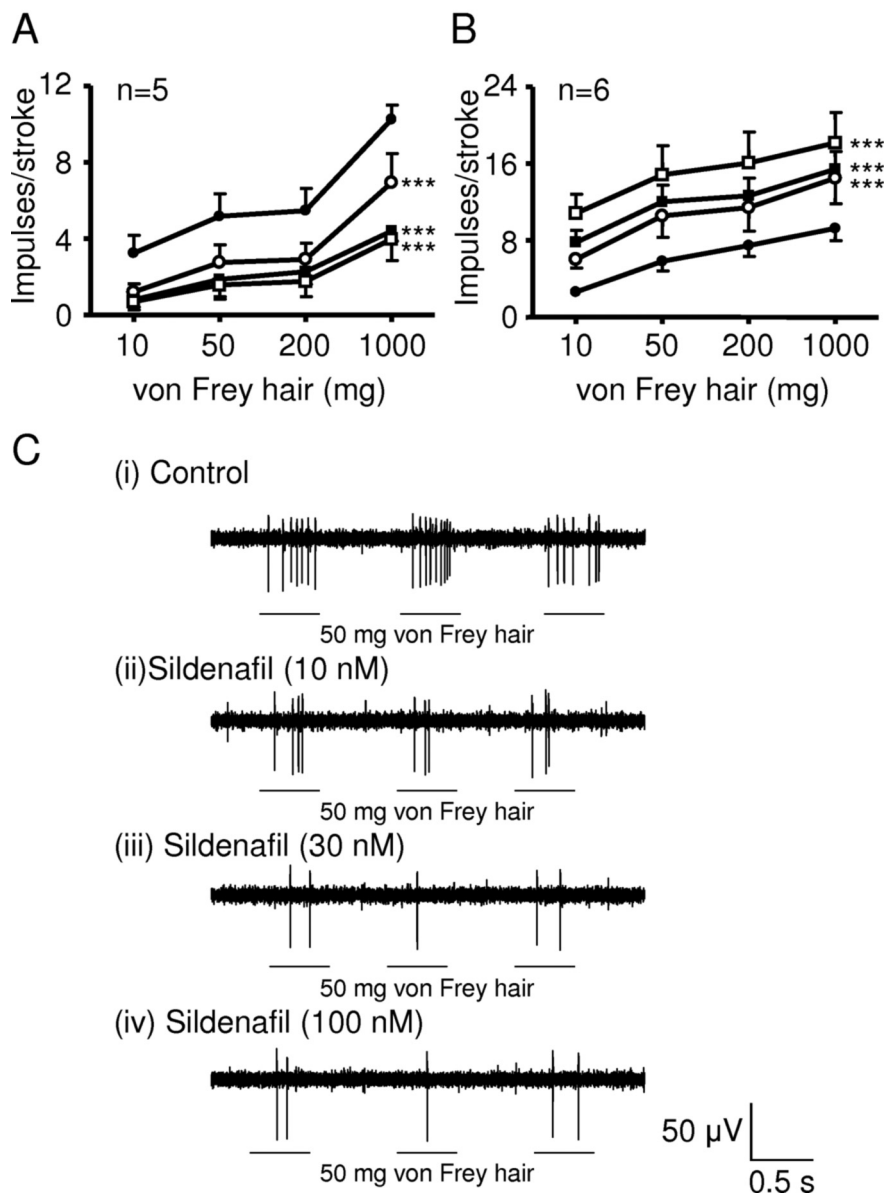 A
12
n=5
8
4
0
Impulses/stroke
***
***
***
10 50 200 1000
von Frey hair (mg)
B
24
n=6
16
8
0
Impulses/stroke
***
***
***
10 50 200 1000
von Frey hair (mg)
C
(i) Control
50 mg von Frey hair
(ii)Sildenafil (10 nM)
50 mg von Frey hair
(iii) Sildenafil (30 nM)
50 mg von Frey hair
(iv) Sildenafil (100 nM)
50 mg von Frey hair
50 µV
0.5 s